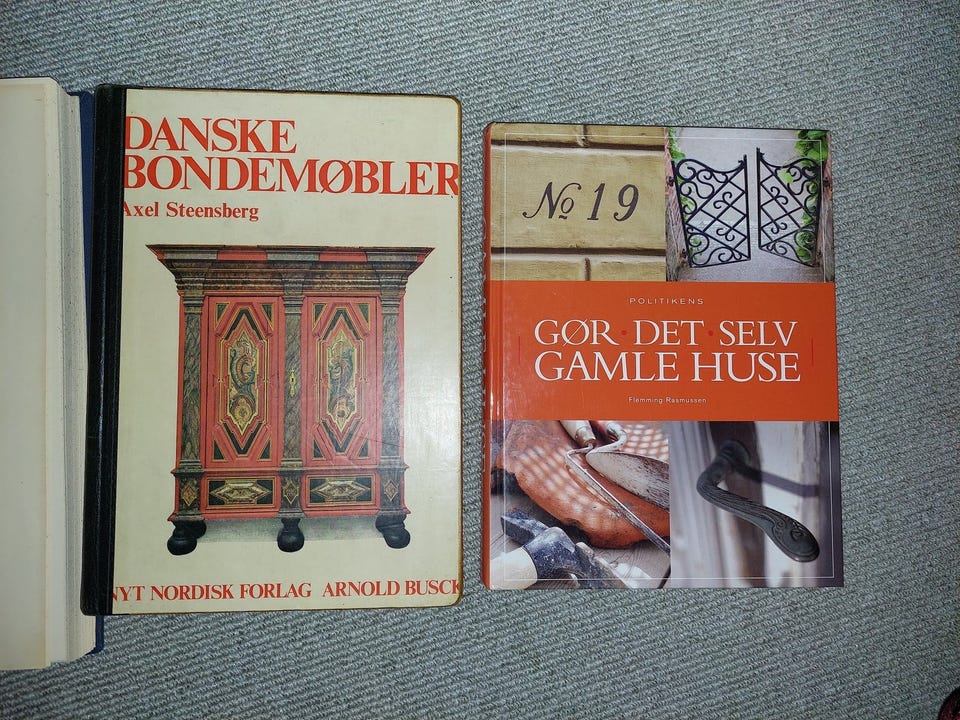 DANSKE
BONDEMØBLER
Axel Steensberg
NYT NORDISK FORLAG ARNOLD BUSCK
№ 19
POLITIKENS
GØR · DET · SELV
GAMLE HUSE
Flemming Rasmussen